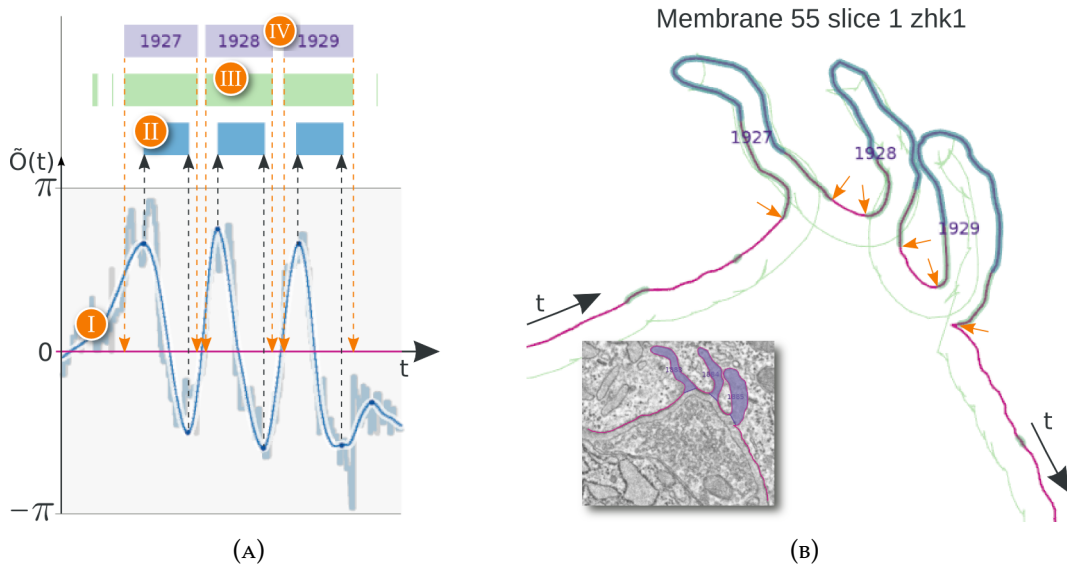 Membrane 55 slice 1 zhk1
IV
1927 1928 1929
III
II
Õ(t)
π
I
0
t
−π
1927
1928
1929
t
t
(A)
(B)